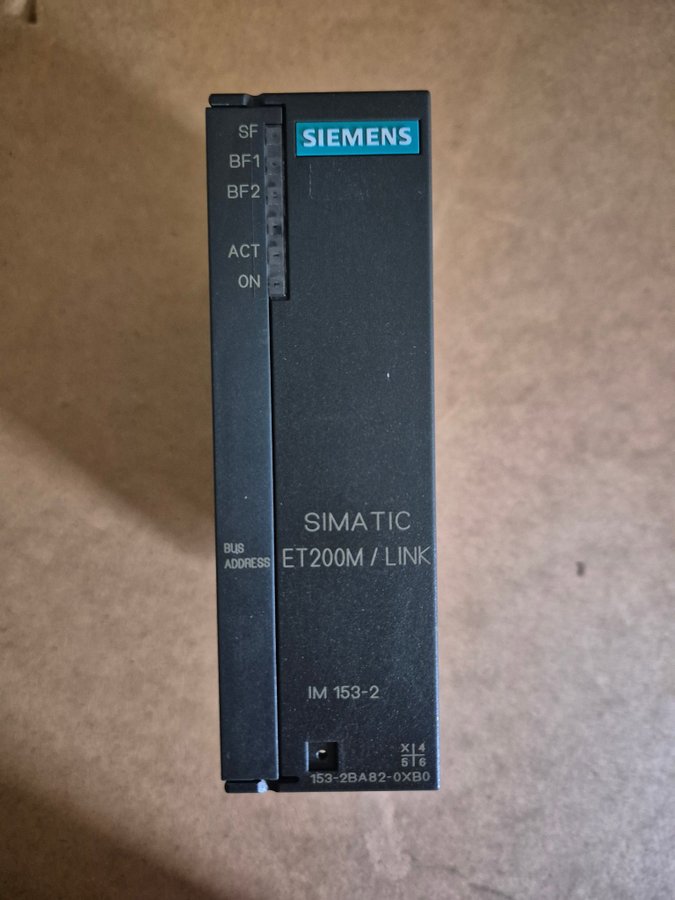 SF
BF1
BF2
ACT
ON
SIEMENS
SIMATIC
ET200M / LINK
BUS
ADDRESS
IM 153-2
X 4
5 6
153-2BA82-0XB0